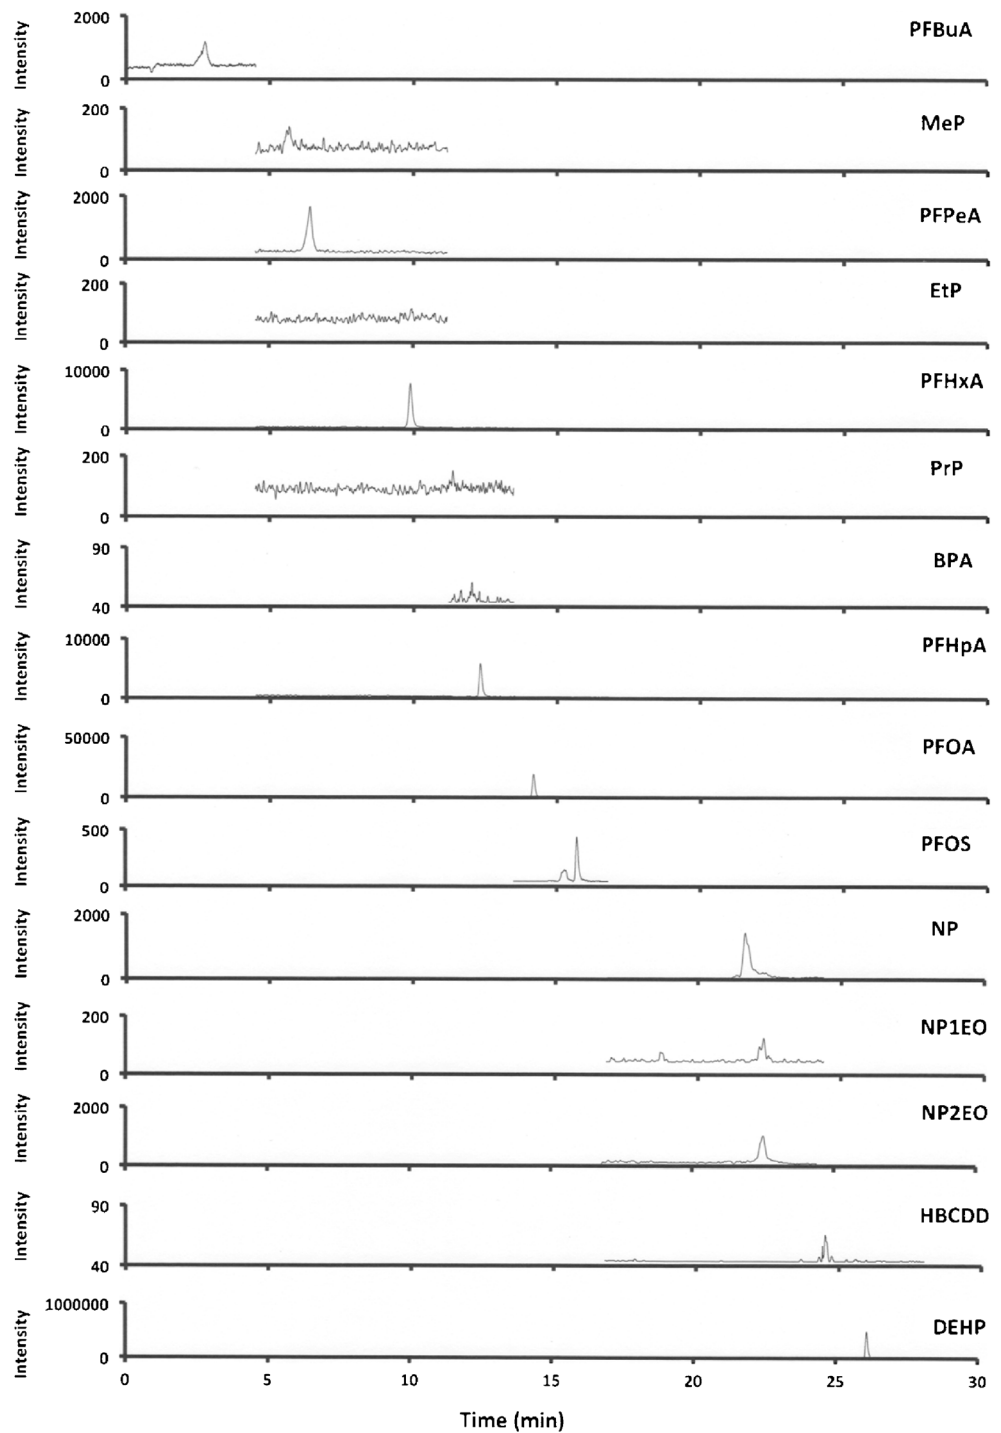 2000
Intensity
0
PFBuA
200
Intensity
0
MeP
2000
Intensity
0
PFPeA
200
Intensity
0
EtP
10000
Intensity
0
PFHxA
200
Intensity
0
PrP
90
Intensity
40
BPA
10000
Intensity
0
PFHpA
50000
Intensity
0
PFOA
500
Intensity
0
PFOS
2000
Intensity
0
NP
200
Intensity
0
NP1EO
2000
Intensity
0
NP2EO
90
Intensity
40
HBCDD
1000000
Intensity
0
DEHP
0 5 10 15 20 25 30
Time (min)